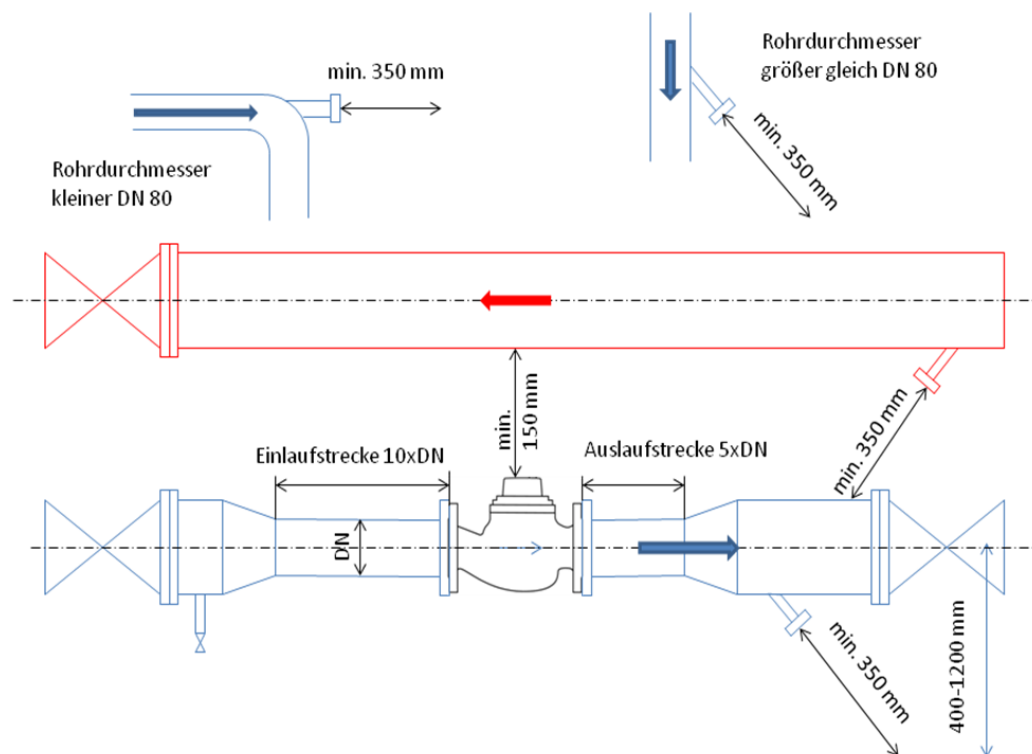 min. 350 mm
Rohrdurchmesser
größer gleich DN 80
min. 350 mm
Rohrdurchmesser
kleiner DN 80
min.
150 mm
min. 350 mm
Einlaufstrecke 10xDN
Auslaufstrecke 5xDN
DN
min. 350 mm
400-1200 mm